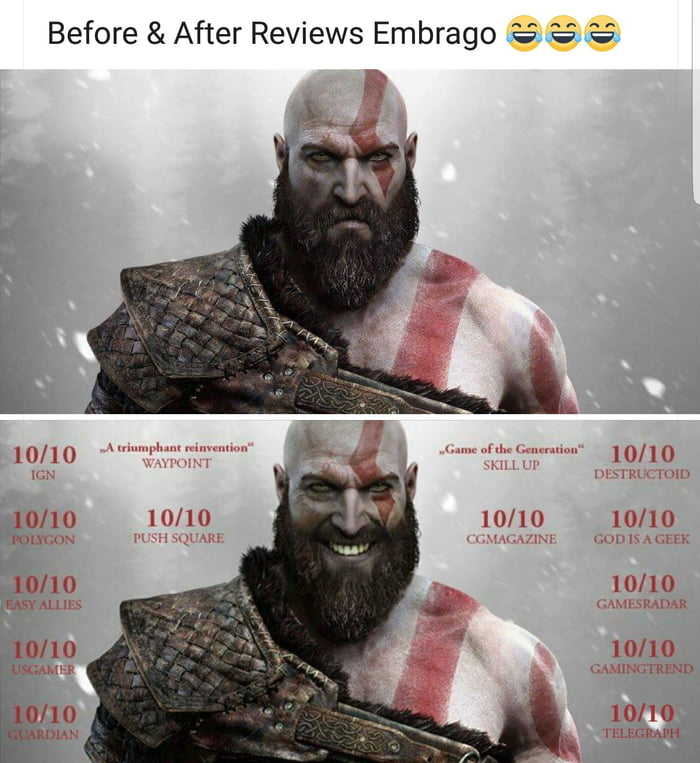 Before & After Reviews Embrago 😂😂😂
10/10
IGN
„A triumphant reinvention“
WAYPOINT
„Game of the Generation“
SKILL UP
10/10
DESTRUCTOID
10/10
POLYGON
10/10
PUSH SQUARE
10/10
CGMAGAZINE
10/10
GOD IS A GEEK
10/10
EASY ALLIES
10/10
GAMESRADAR
10/10
USGAMER
10/10
GAMINGTREND
10/10
GUARDIAN
10/10
TELEGRAPH